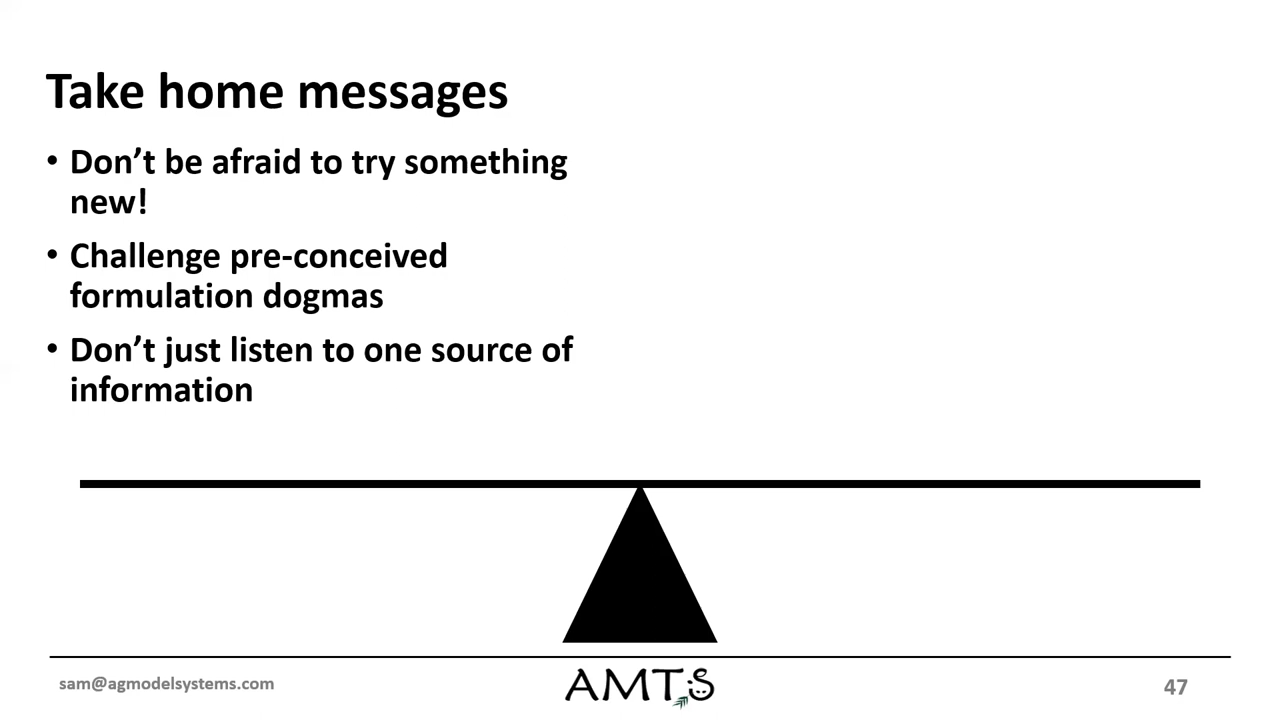 Take home messages
• Don’t be afraid to try something
new!
• Challenge pre-conceived
formulation dogmas
• Don’t just listen to one source of
information
sam@agmodelsystems.com
AMTS
47